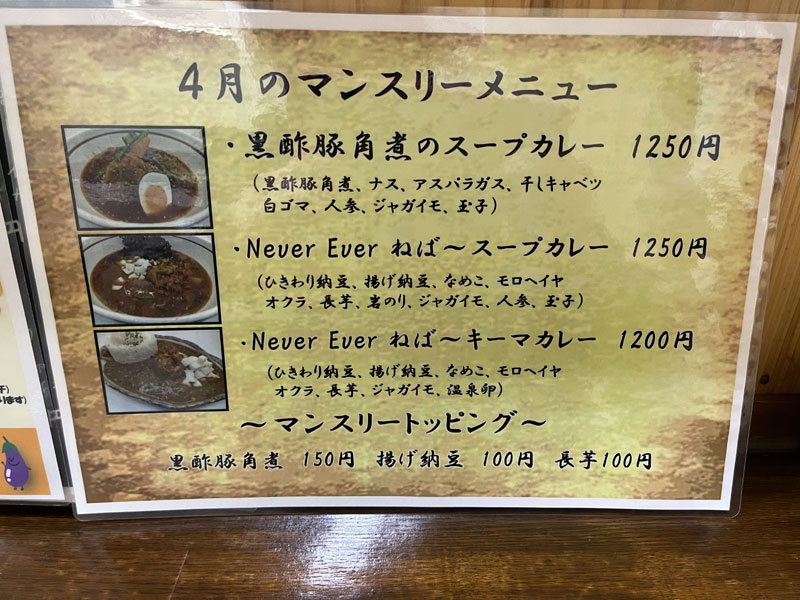 4月のマンスリーメニュー
・黒酢豚角煮のスープカレー 1250円
（黒酢豚角煮、ナス、アスパラガス、干しキャベツ
白ゴマ、人参、ジャガイモ、玉子）
・Never Ever ねば～スープカレー 1250円
（ひきわり納豆、揚げ納豆、なめこ、モロヘイヤ
オクラ、長芋、岩のり、ジャガイモ、人参、玉子）
・Never Ever ねば～キーマカレー 1200円
（ひきわり納豆、揚げ納豆、なめこ、モロヘイヤ
オクラ、長芋、ジャガイモ、温泉卵）
～マンスリートッピング～
黒酢豚角煮 150円 揚げ納豆 100円 長芋100円